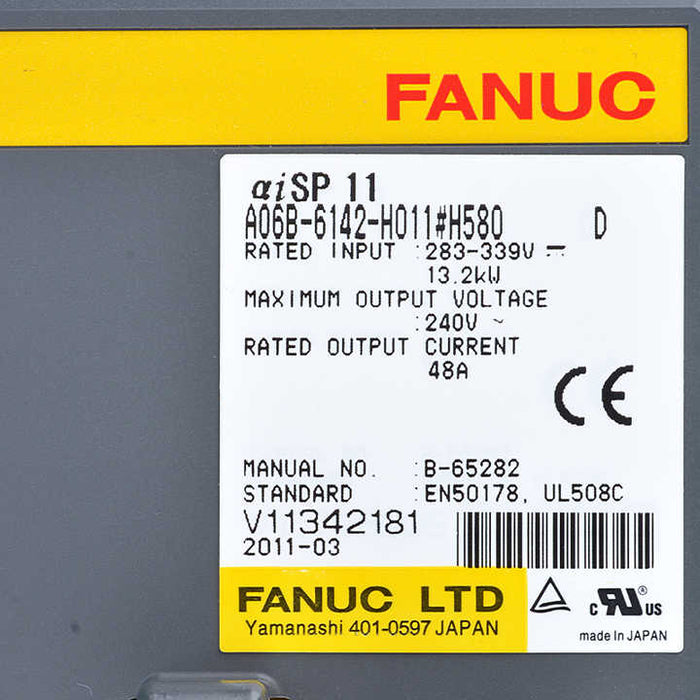 FANUC
αiSP 11
A06B-6142-H011#H580 D
RATED INPUT :283-339V ⎓
13.2kW
MAXIMUM OUTPUT VOLTAGE
:240V ~
RATED OUTPUT CURRENT
48A
CE
MANUAL NO. :B-65282
STANDARD :EN50178, UL508C
V11342181
2011-03
FANUC LTD
Yamanashi 401-0597 JAPAN
c RU® US
made in JAPAN